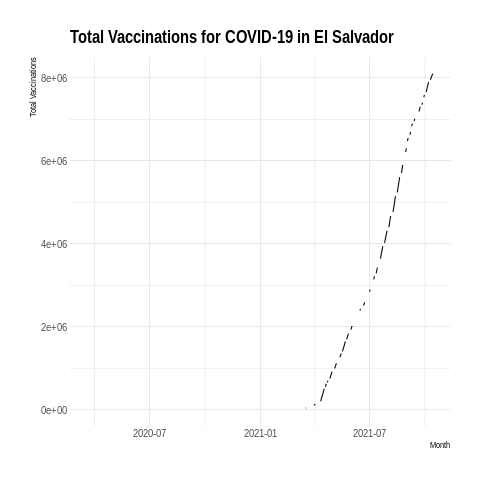 Total Vaccinations for COVID-19 in El Salvador
Total Vaccinations
8e+06
6e+06
4e+06
2e+06
0e+00
2020-07
2021-01
2021-07
Month